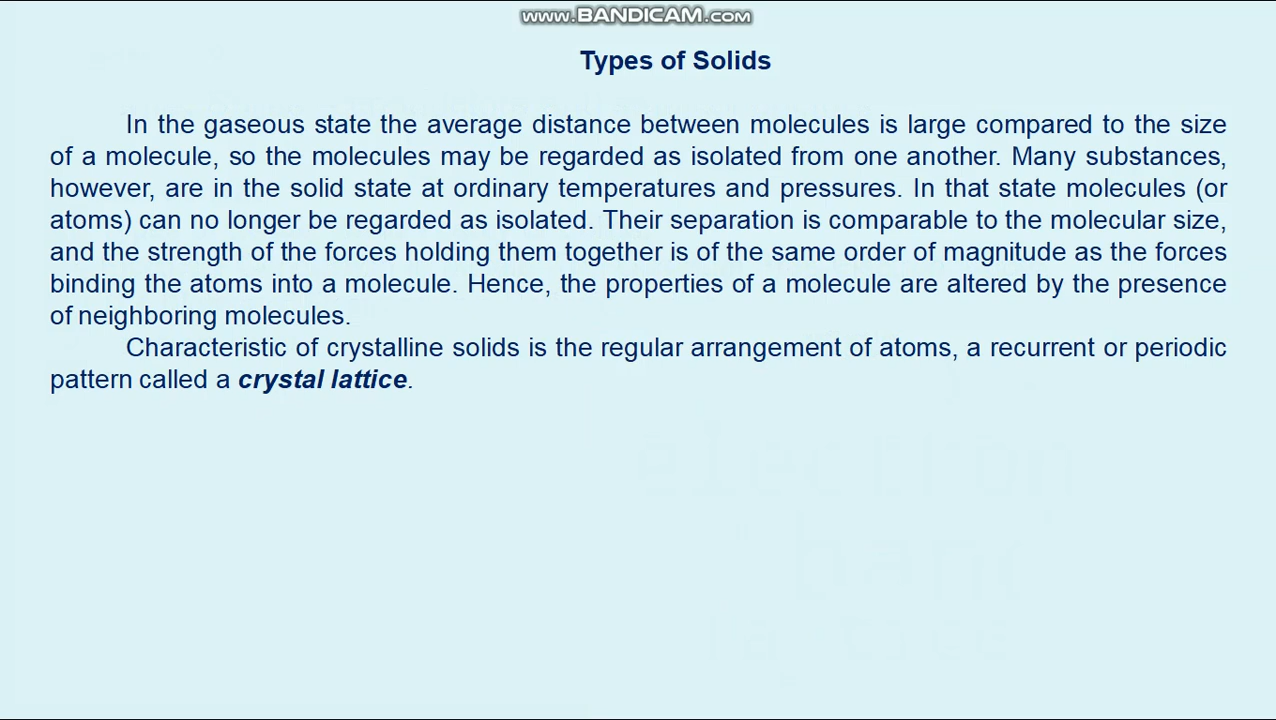 www.BANDICAM.com
Types of Solids
In the gaseous state the average distance between molecules is large compared to the size
of a molecule, so the molecules may be regarded as isolated from one another. Many substances,
however, are in the solid state at ordinary temperatures and pressures. In that state molecules (or
atoms) can no longer be regarded as isolated. Their separation is comparable to the molecular size,
and the strength of the forces holding them together is of the same order of magnitude as the forces
binding the atoms into a molecule. Hence, the properties of a molecule are altered by the presence
of neighboring molecules.
Characteristic of crystalline solids is the regular arrangement of atoms, a recurrent or periodic
pattern called a crystal lattice.